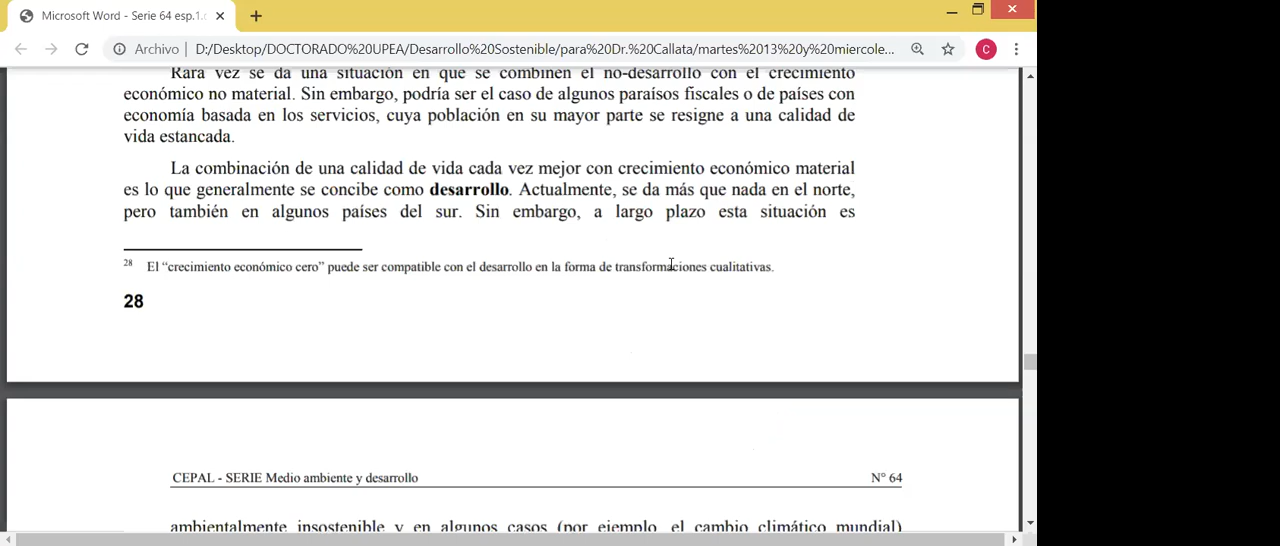 Microsoft Word - Serie 64 esp.1.
Archivo D:/Desktop/DOCTORADO%20UPEA/Desarrollo%20Sostenible/para%20Dr.%20Callata/martes%2013%20y%20miercole...
C
Rara vez se da una situación en que se combinen el no-desarrollo con el crecimiento
económico no material. Sin embargo, podría ser el caso de algunos paraísos fiscales o de países con
economía basada en los servicios, cuya población en su mayor parte se resigne a una calidad de
vida estancada.
La combinación de una calidad de vida cada vez mejor con crecimiento económico material
es lo que generalmente se concibe como desarrollo. Actualmente, se da más que nada en el norte,
pero también en algunos países del sur. Sin embargo, a largo plazo esta situación es
28 El “crecimiento económico cero” puede ser compatible con el desarrollo en la forma de transformaciones cualitativas.
28
CEPAL - SERIE Medio ambiente y desarrollo N° 64
ambientalmente insostenible y en algunos casos (por ejemplo, el cambio climático mundial)